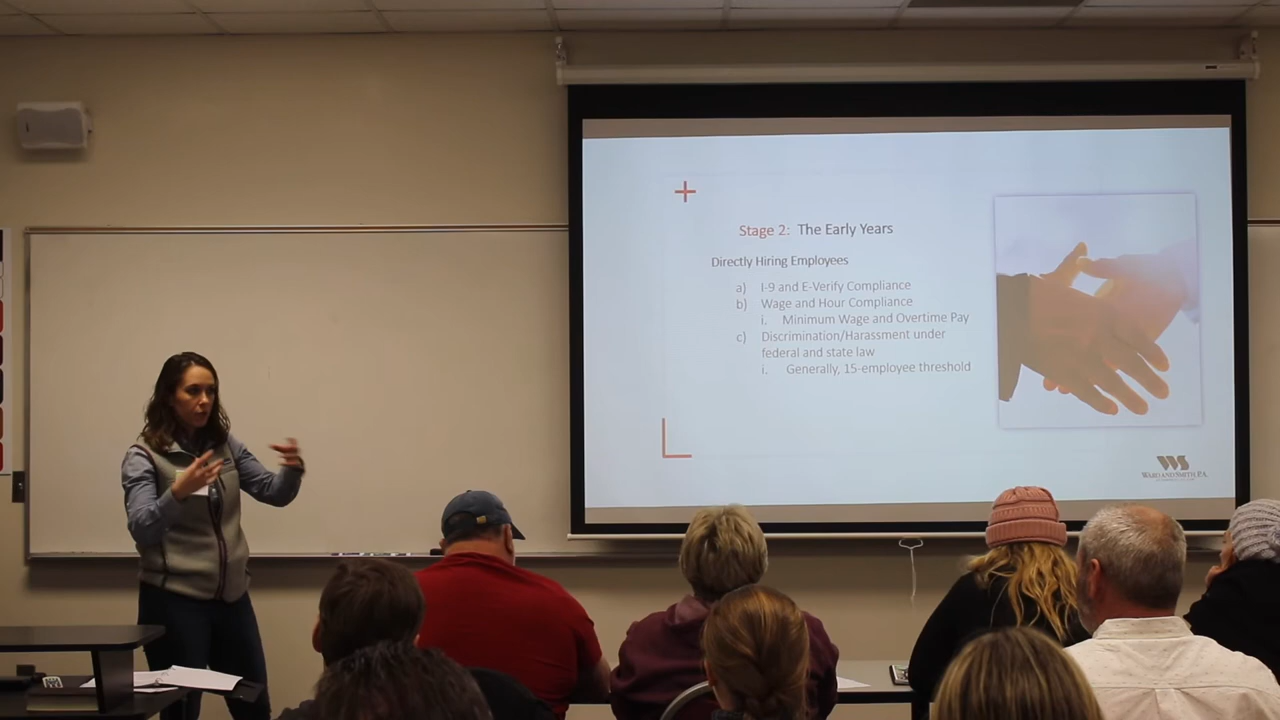 Stage 2: The Early Years
Directly Hiring Employees
a) I-9 and E-Verify Compliance
b) Wage and Hour Compliance
i. Minimum Wage and Overtime Pay
c) Discrimination/Harassment under
federal and state law
i. Generally, 15-employee threshold
WARD AND SMITH, P.A.